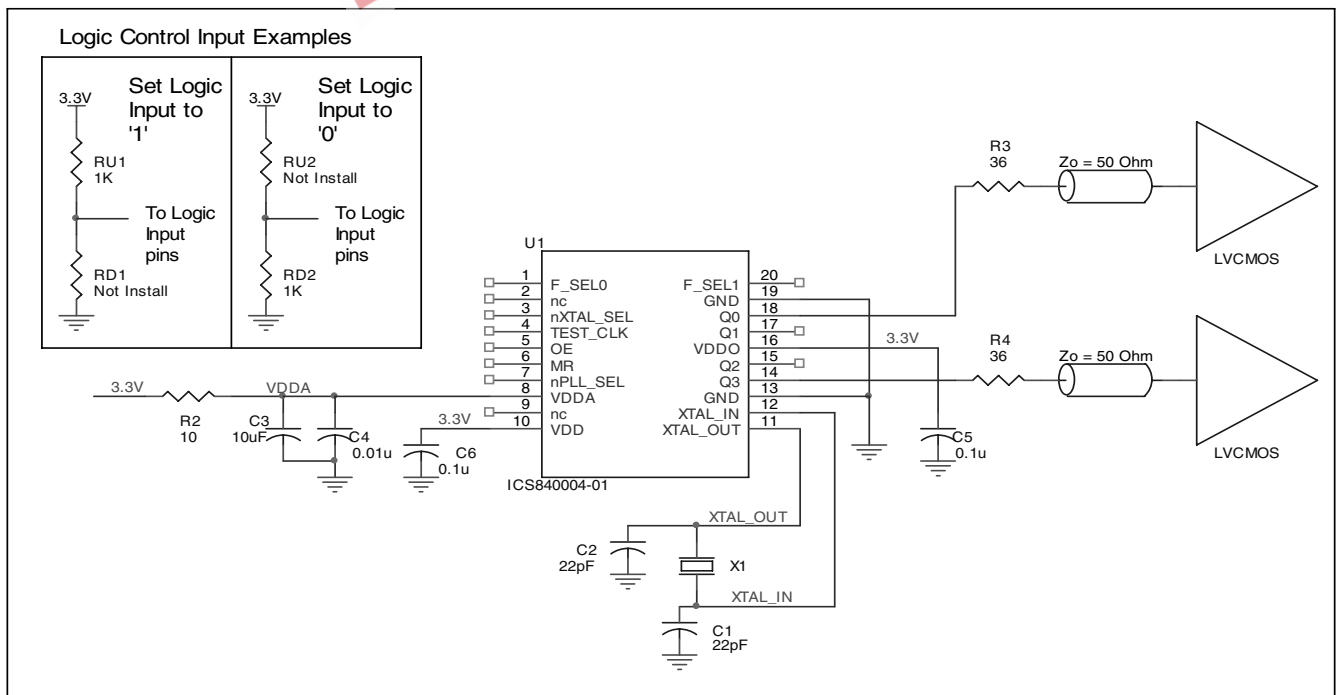 Logic Control Input Examples
Set Logic
Input to
'1'
3.3V
RU1
1K
To Logic
Input
pins
RD1
Not Install
Set Logic
Input to
'0'
3.3V
RU2
Not Install
To Logic
Input
pins
RD2
1K
3.3V
R2
10
VDDA
C3
10uF
C4
0.01u
3.3V
C6
0.1u
U1
1 F_SEL0
2 nc
3 nXTAL_SEL
4 TEST_CLK
5 OE
6 MR
7 nPLL_SEL
8 VDDA
9 nc
10 VDD
F_SEL1 20
GND 19
Q0 18
Q1 17
VDDO 16
Q2 15
Q3 14
GND 13
XTAL_IN 12
XTAL_OUT 11
ICS840004-01
3.3V
C5
0.1u
R3
36
Zo = 50 Ohm
LVCMOS
R4
36
Zo = 50 Ohm
LVCMOS
XTAL_OUT
C2
22pF
X1
XTAL_IN
C1
22pF